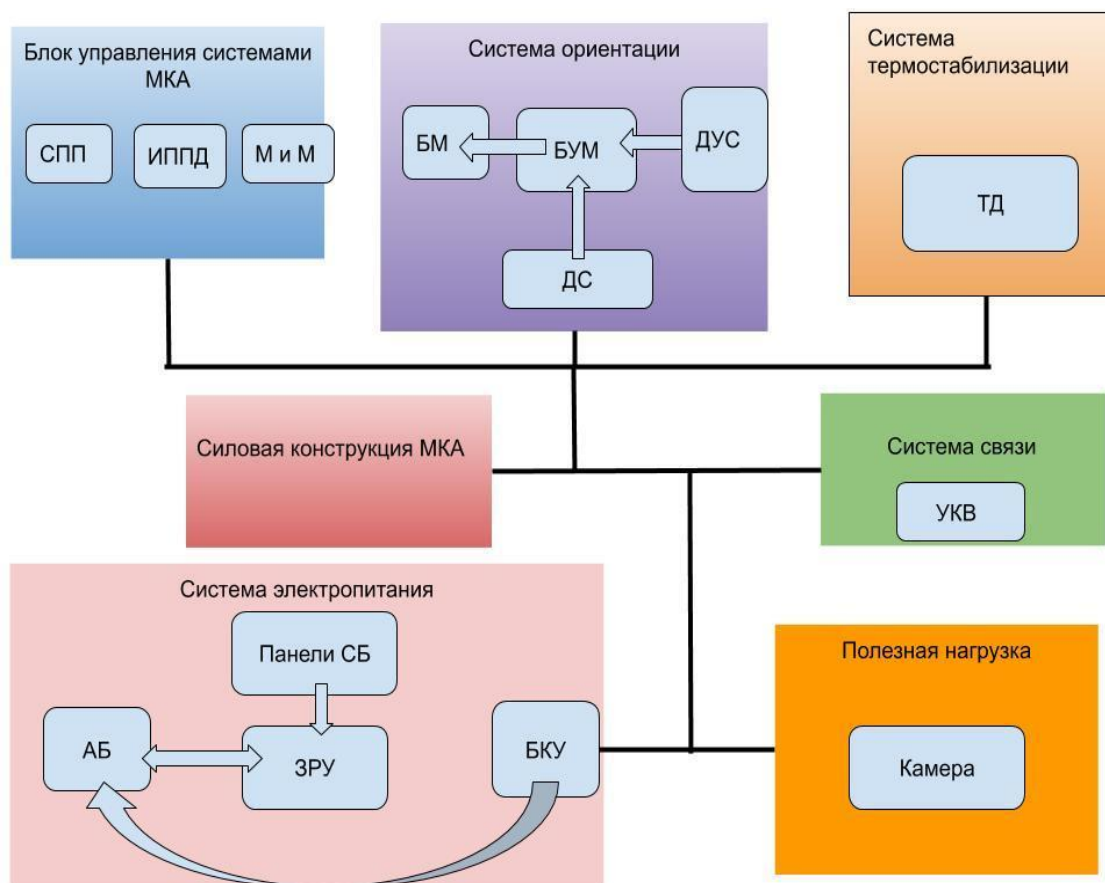 Блок управления системами
МКА
СПП
ИППД
М и М
Система ориентации
БМ
БУМ
ДУС
ДС
Система
термостабилизации
ТД
Силовая конструкция МКА
Система связи
УКВ
Система электропитания
Панели СБ
АБ
ЗРУ
БКУ
Полезная нагрузка
Камера